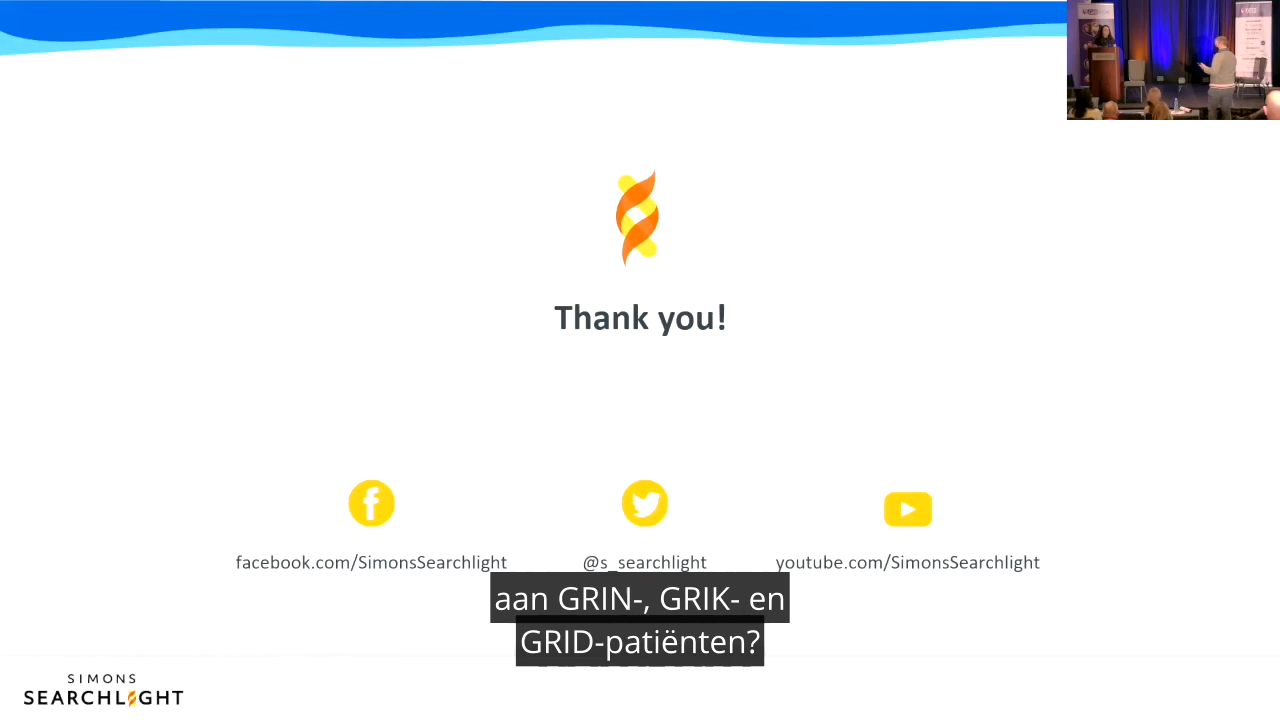 Thank you!
facebook.com/SimonsSearchlight
@s_searchlight
youtube.com/SimonsSearchlight
aan GRIN-, GRIK- en
GRID-patiënten?
SIMONS
SEARCHLIGHT